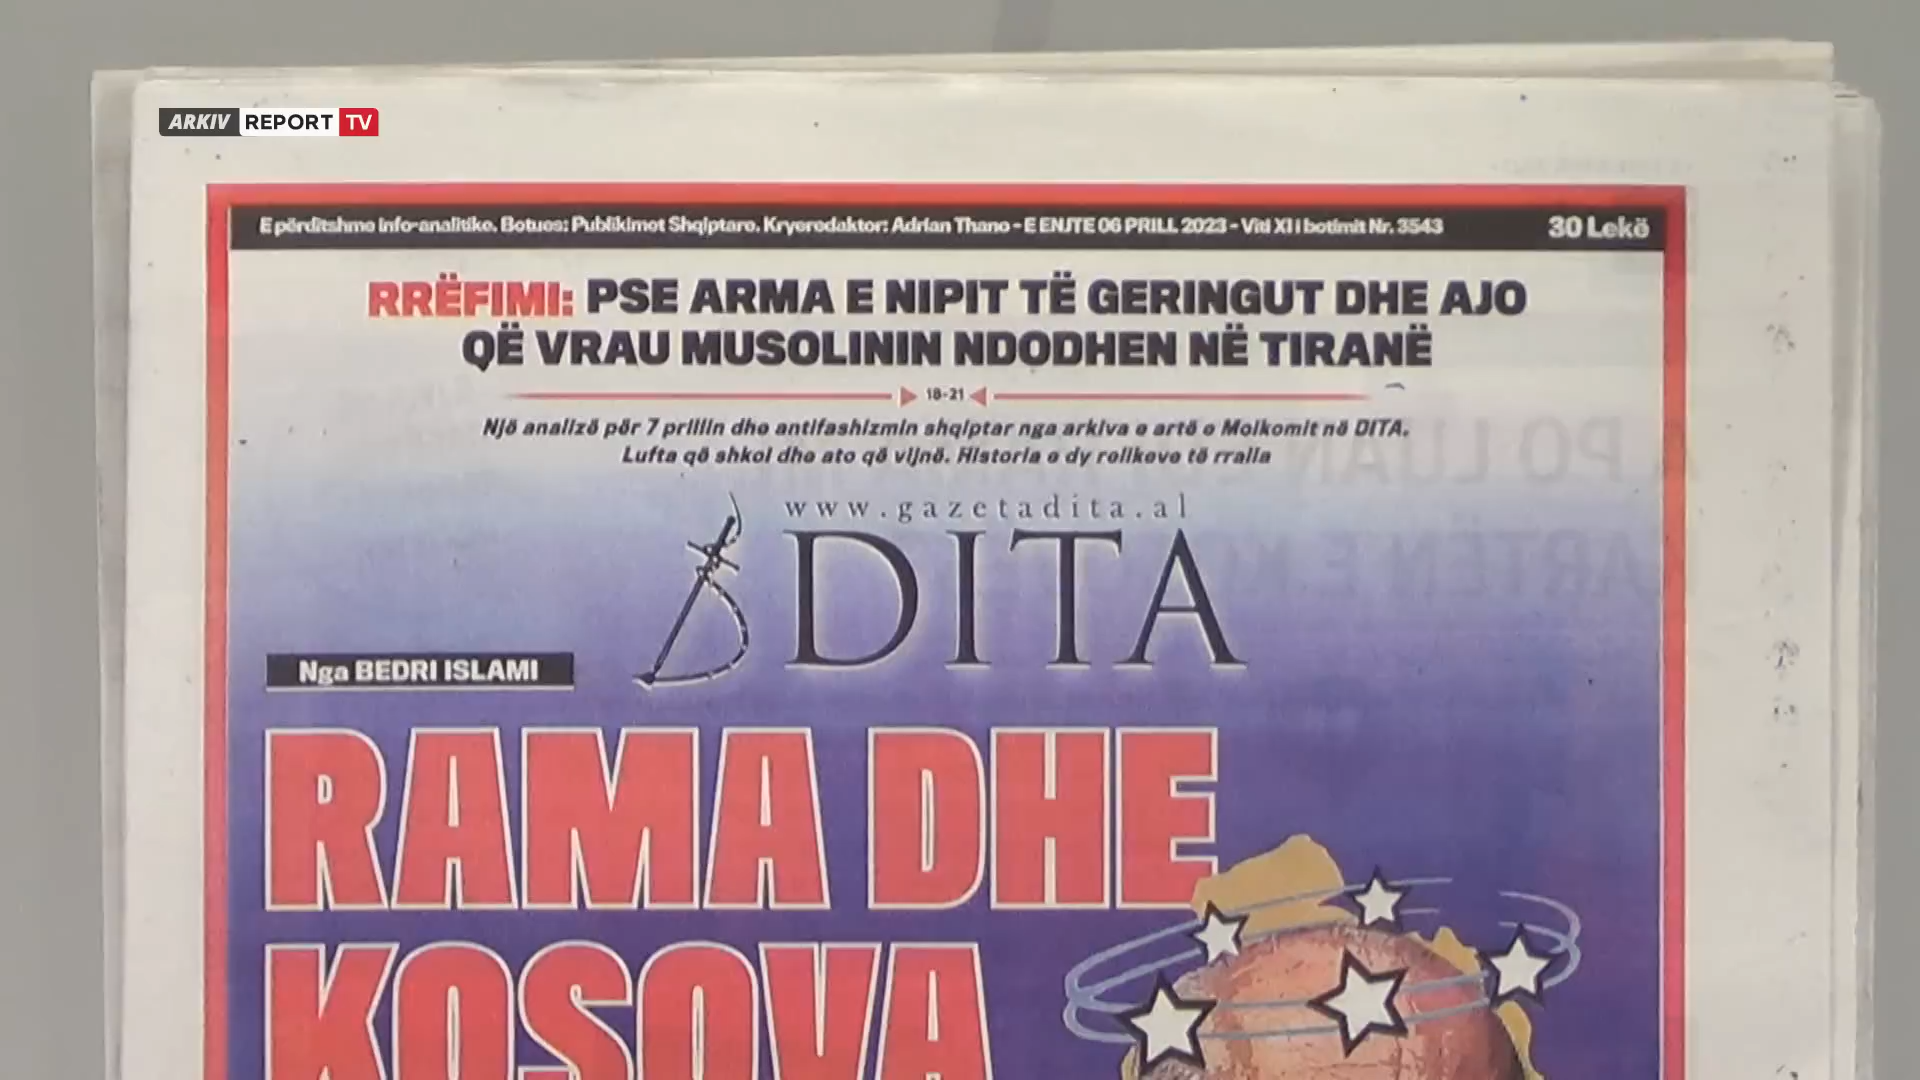 ARKIV REPORT TV
E përditshme info-analitike. Botues: Publikimet Shqiptare. Kryeredaktor: Adrian Thano - E ENJTE 06 PRILL 2023 - Viti XI i botimit Nr. 3543 30 Lekë
RRËFIMI: PSE ARMA E NIPIT TË GERINGUT DHE AJO
QË VRAU MUSOLININ NDODHEN NË TIRANË
18-21
Një analizë për 7 prillin dhe antifashizmin shqiptar nga arkiva e artë e Moikomit në DITA.
Lufta që shkoi dhe ato që vijnë. Historia e dy relikeve të rralla
www.gazetadita.al
DITA
Nga BEDRI ISLAMI
RAMA DHE
KOSOVA